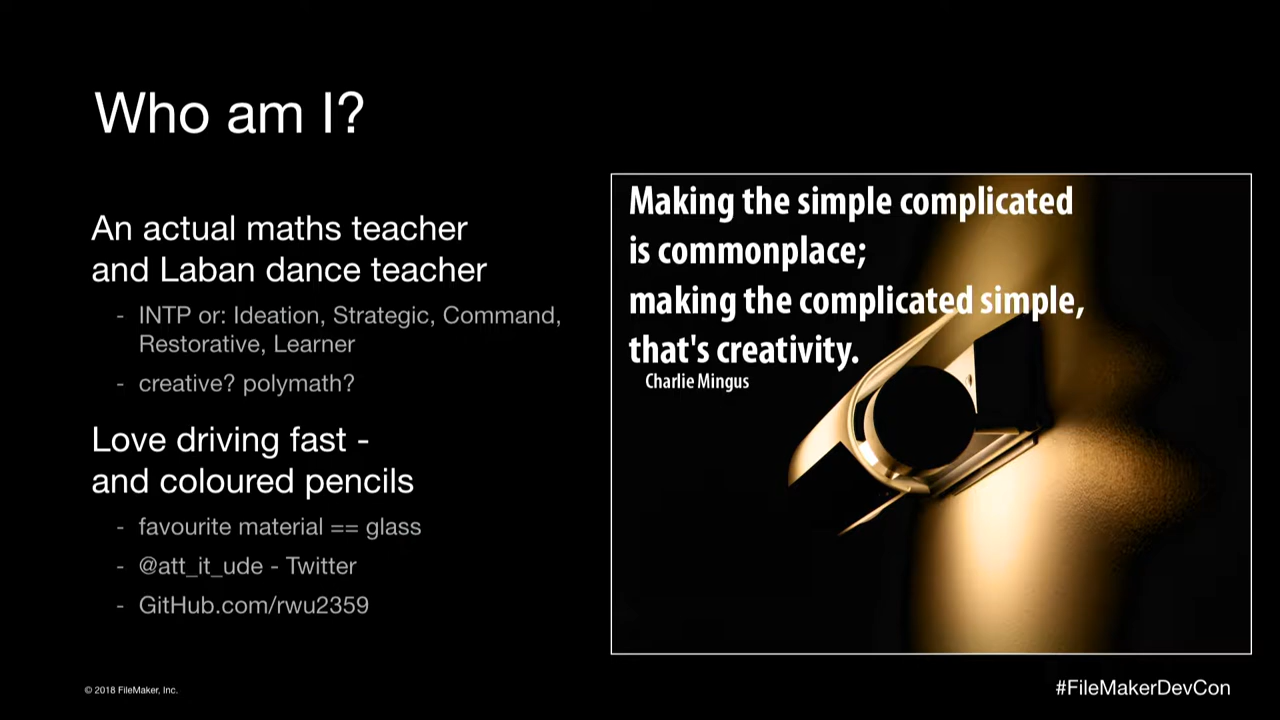 Who am I?
An actual maths teacher
and Laban dance teacher
- INTP or: Ideation, Strategic, Command,
Restorative, Learner
- creative? polymath?
Love driving fast -
and coloured pencils
- favourite material == glass
- @att_it_ude - Twitter
- GitHub.com/rwu2359
Making the simple complicated
is commonplace;
making the complicated simple,
that's creativity.
Charlie Mingus
© 2018 FileMaker, Inc.
#FileMakerDevCon